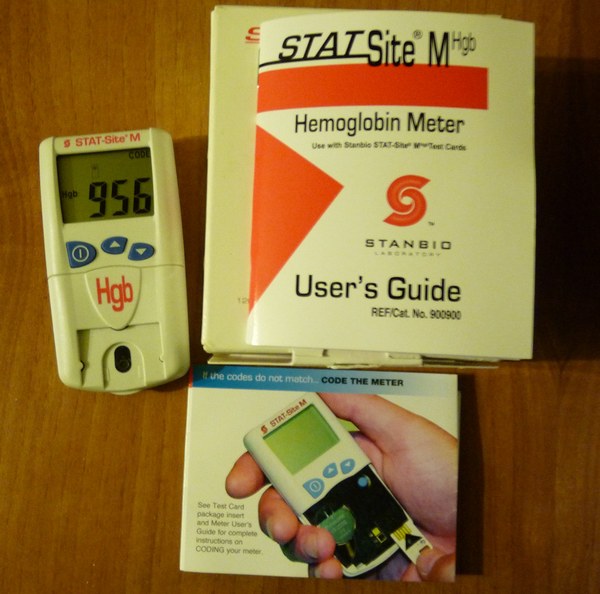 STAT-Site® M
CODE
Hgb
956
Hgb
STAT Site® M Hgb
Hemoglobin Meter
Use with Stanbio STAT-Site® M Hgb Test Cards
STANBIO
LABORATORY
User's Guide
REF/Cat. No. 900900
If the codes do not match... CODE THE METER
STAT-Site M
See Test Card
package insert
and Meter User's
Guide for complete
instructions on
CODING your meter.